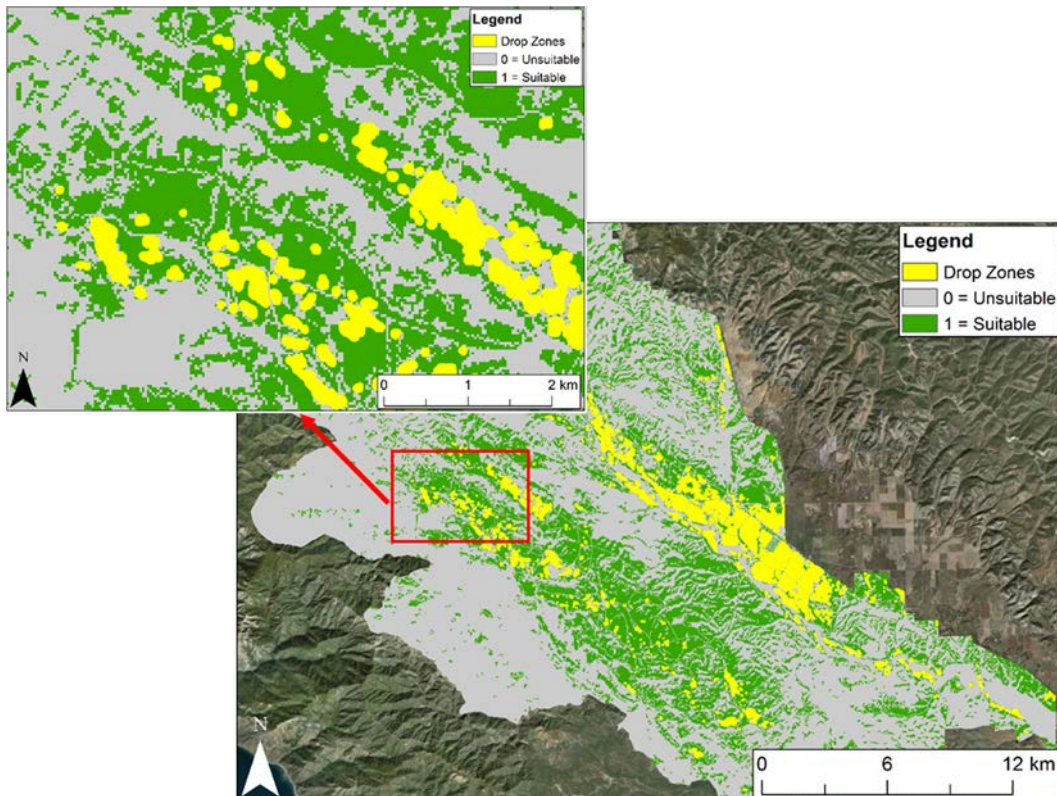 Legend
Drop Zones
0 = Unsuitable
1 = Suitable
N
0 1 2 km
Legend
Drop Zones
0 = Unsuitable
1 = Suitable
N
0 6 12 km